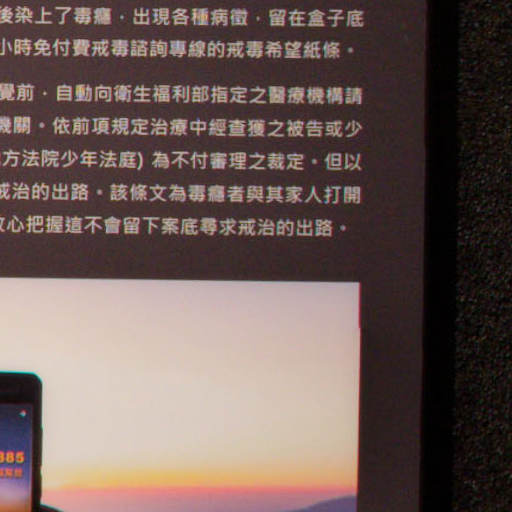 後染上了毒癮，出現各種病徵，留在盒子底
小時免付費戒毒諮詢專線的戒毒希望紙條。
覺前，自動向衛生福利部指定之醫療機構請
機關。依前項規定治療中經查獲之被告或少
方法院少年法庭) 為不付審理之裁定。但以
戒治的出路。該條文為毒癮者與其家人打開
心把握這不會留下案底尋求戒治的出路。
885